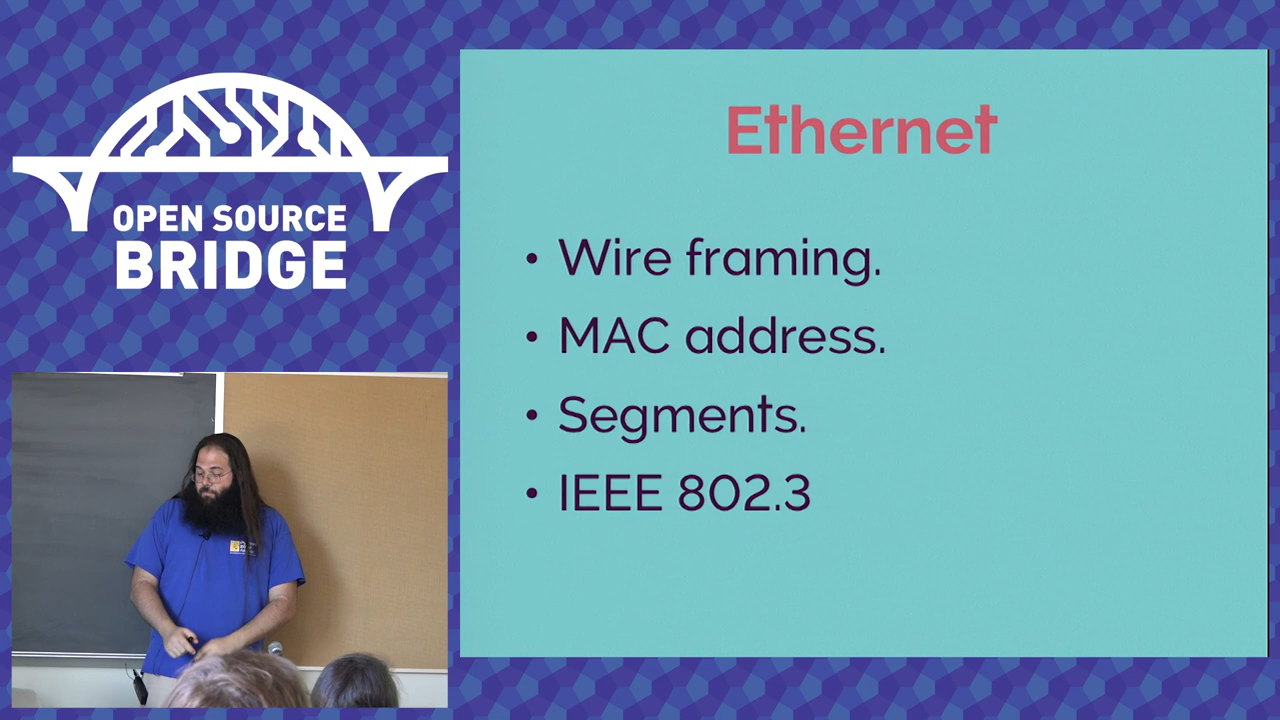 OPEN SOURCE
BRIDGE
Ethernet
• Wire framing.
• MAC address.
• Segments.
• IEEE 802.3